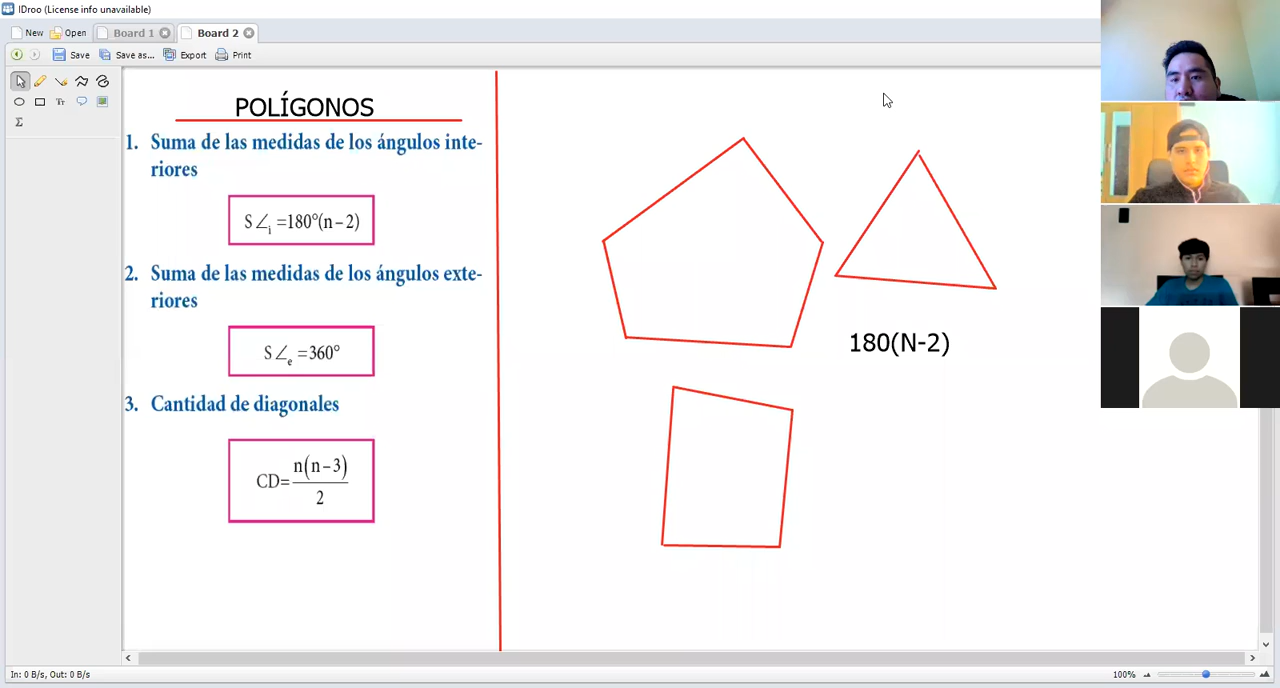 IDroo (License info unavailable)
New Open Board 1 Board 2
Save Save as... Export Print
Tr
Σ
POLÍGONOS
1. Suma de las medidas de los ángulos inte-
riores
S∠i =180°(n-2)
2. Suma de las medidas de los ángulos exte-
riores
S∠e =360°
3. Cantidad de diagonales
CD= n(n-3)
2
180(N-2)
In: 0 B/s, Out: 0 B/s
100%